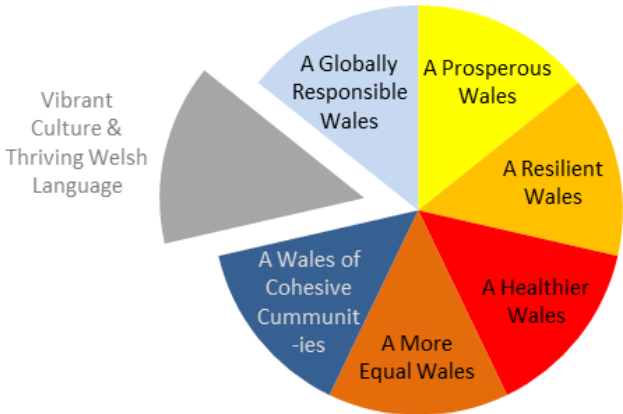 A Globally
Responsible
Wales
A Prosperous
Wales
Vibrant
Culture &
Thriving Welsh
Language
A Resilient
Wales
A Wales of
Cohesive
Cummunit
-ies
A Healthier
Wales
A More
Equal Wales